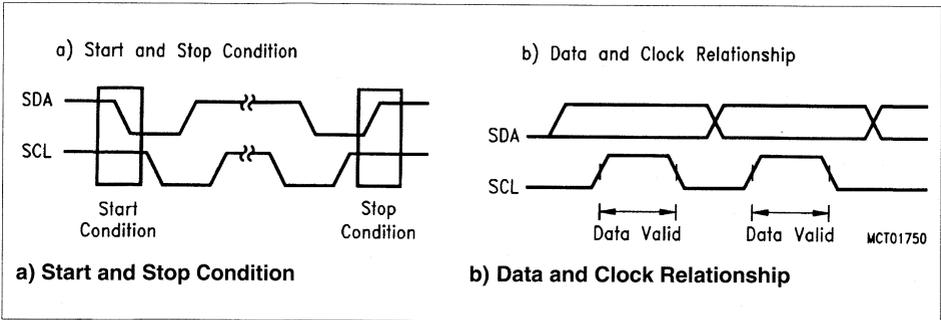 a) Start and Stop Condition
SDA
SCL
Start
Condition
Stop
Condition
a) Start and Stop Condition
b) Data and Clock Relationship
SDA
SCL
Data Valid
Data Valid
MCT01750
b) Data and Clock Relationship